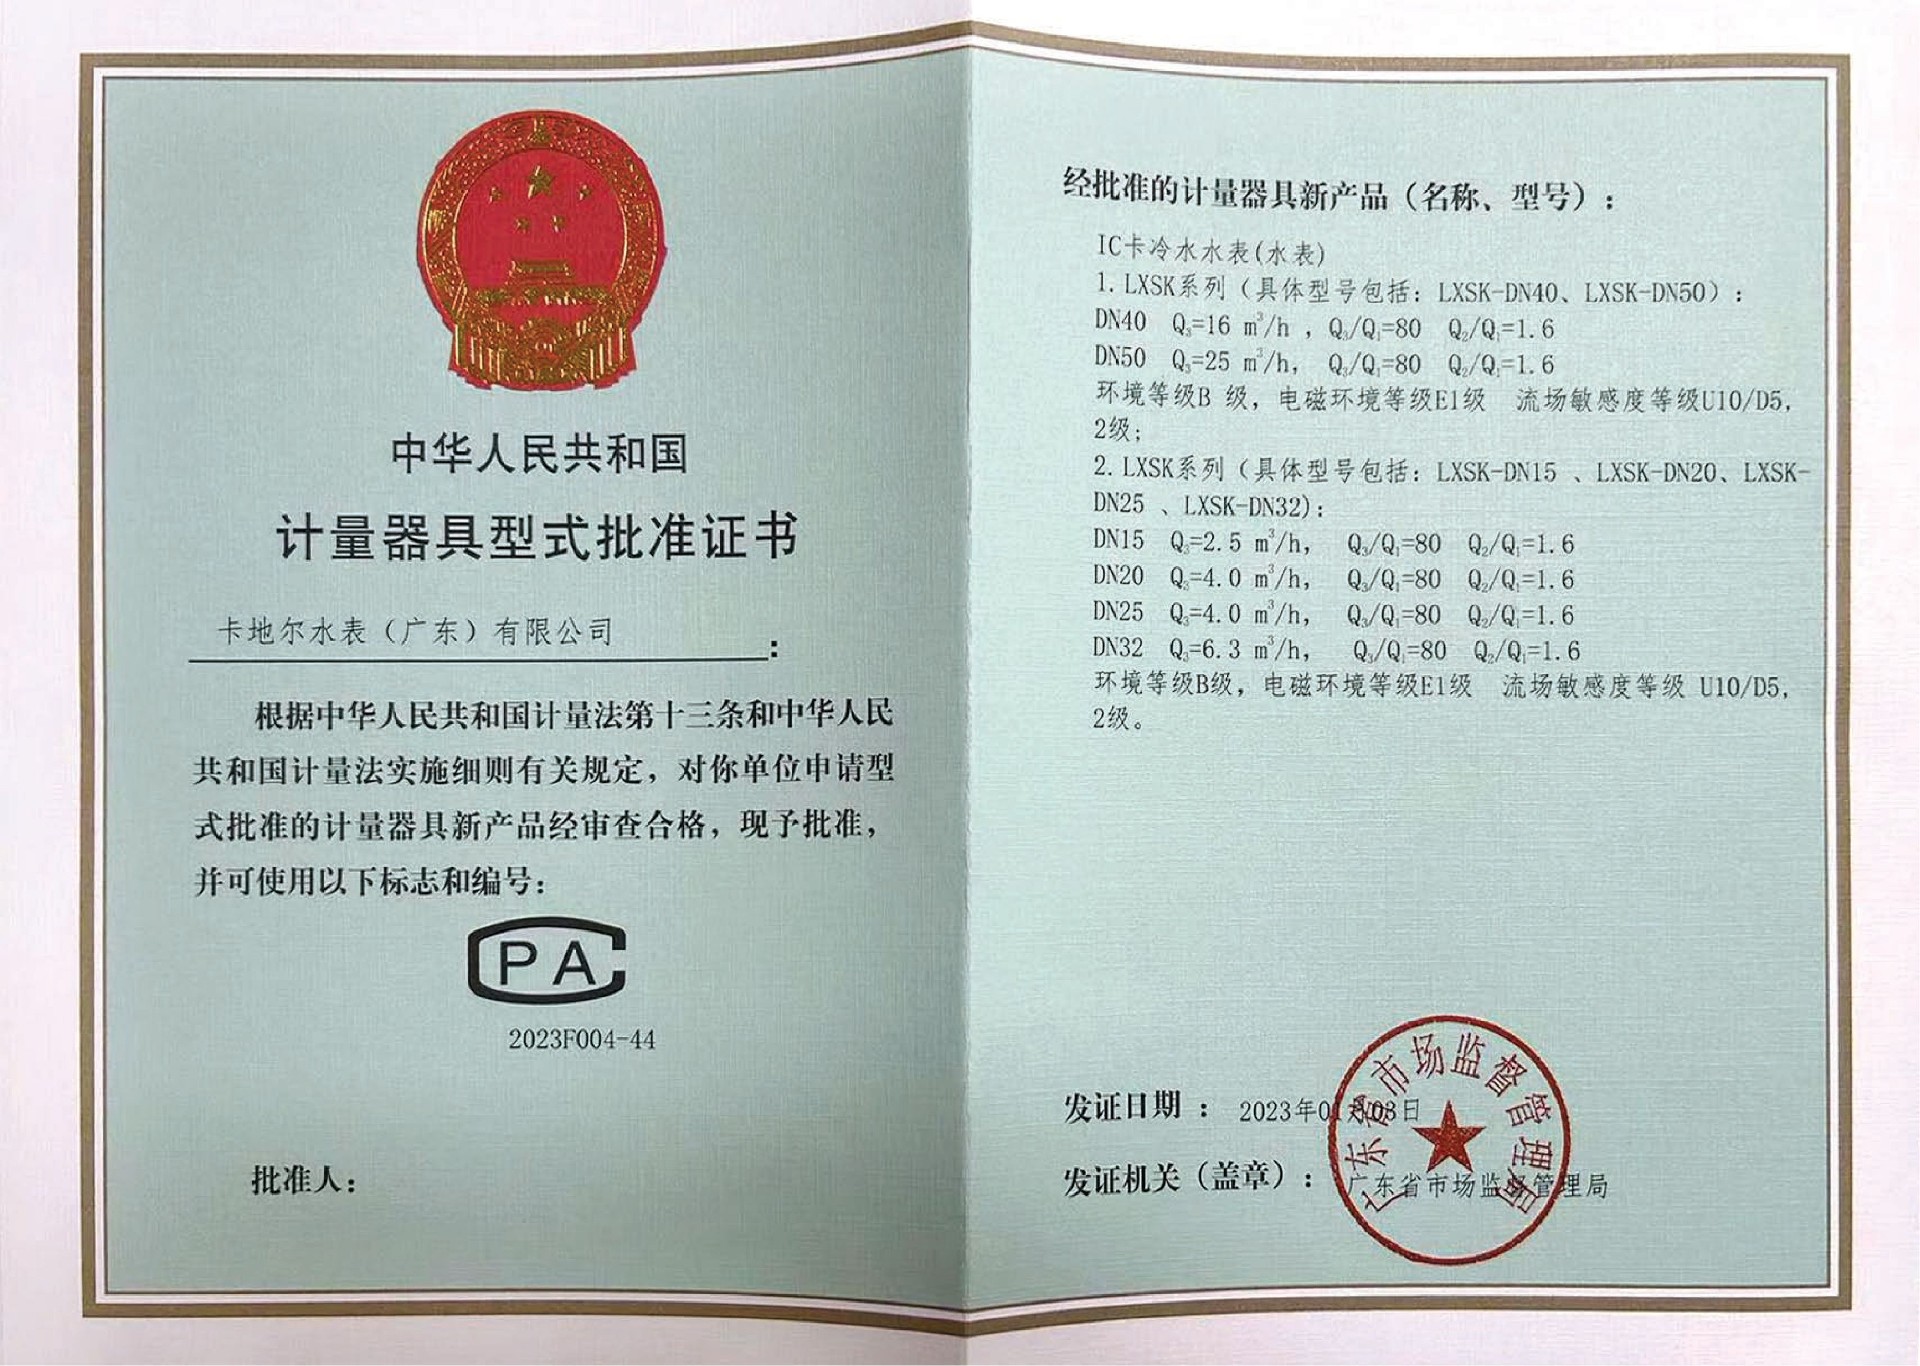 中华人民共和国
计量器具型式批准证书
卡地尔水表（广东）有限公司：
根据中华人民共和国计量法第十三条和中华人民
共和国计量法实施细则有关规定，对你单位申请型
式批准的计量器具新产品经审查合格，现予批准，
并可使用以下标志和编号：
CPA
2023F004-44
批准人：
经批准的计量器具新产品（名称、型号）：
IC卡冷水水表(水表)
1.LXSK系列（具体型号包括：LXSK-DN40、LXSK-DN50）：
DN40 Q₃=16 m³/h ，Q₃/Q₁=80 Q₂/Q₁=1.6
DN50 Q₃=25 m³/h， Q₃/Q₁=80 Q₂/Q₁=1.6
环境等级B 级，电磁环境等级E1级 流场敏感度等级U10/D5，
2级；
2.LXSK系列（具体型号包括：LXSK-DN15 、LXSK-DN20、LXSK-
DN25 、LXSK-DN32)：
DN15 Q₃=2.5 m³/h， Q₃/Q₁=80 Q₂/Q₁=1.6
DN20 Q₃=4.0 m³/h， Q₃/Q₁=80 Q₂/Q₁=1.6
DN25 Q₃=4.0 m³/h， Q₃/Q₁=80 Q₂/Q₁=1.6
DN32 Q₃=6.3 m³/h， Q₃/Q₁=80 Q₂/Q₁=1.6
环境等级B级，电磁环境等级E1级 流场敏感度等级 U10/D5，
2级。
发证日期：2023年01月03日
发证机关（盖章）：广东省市场监督管理局
广东省市场监督管理局